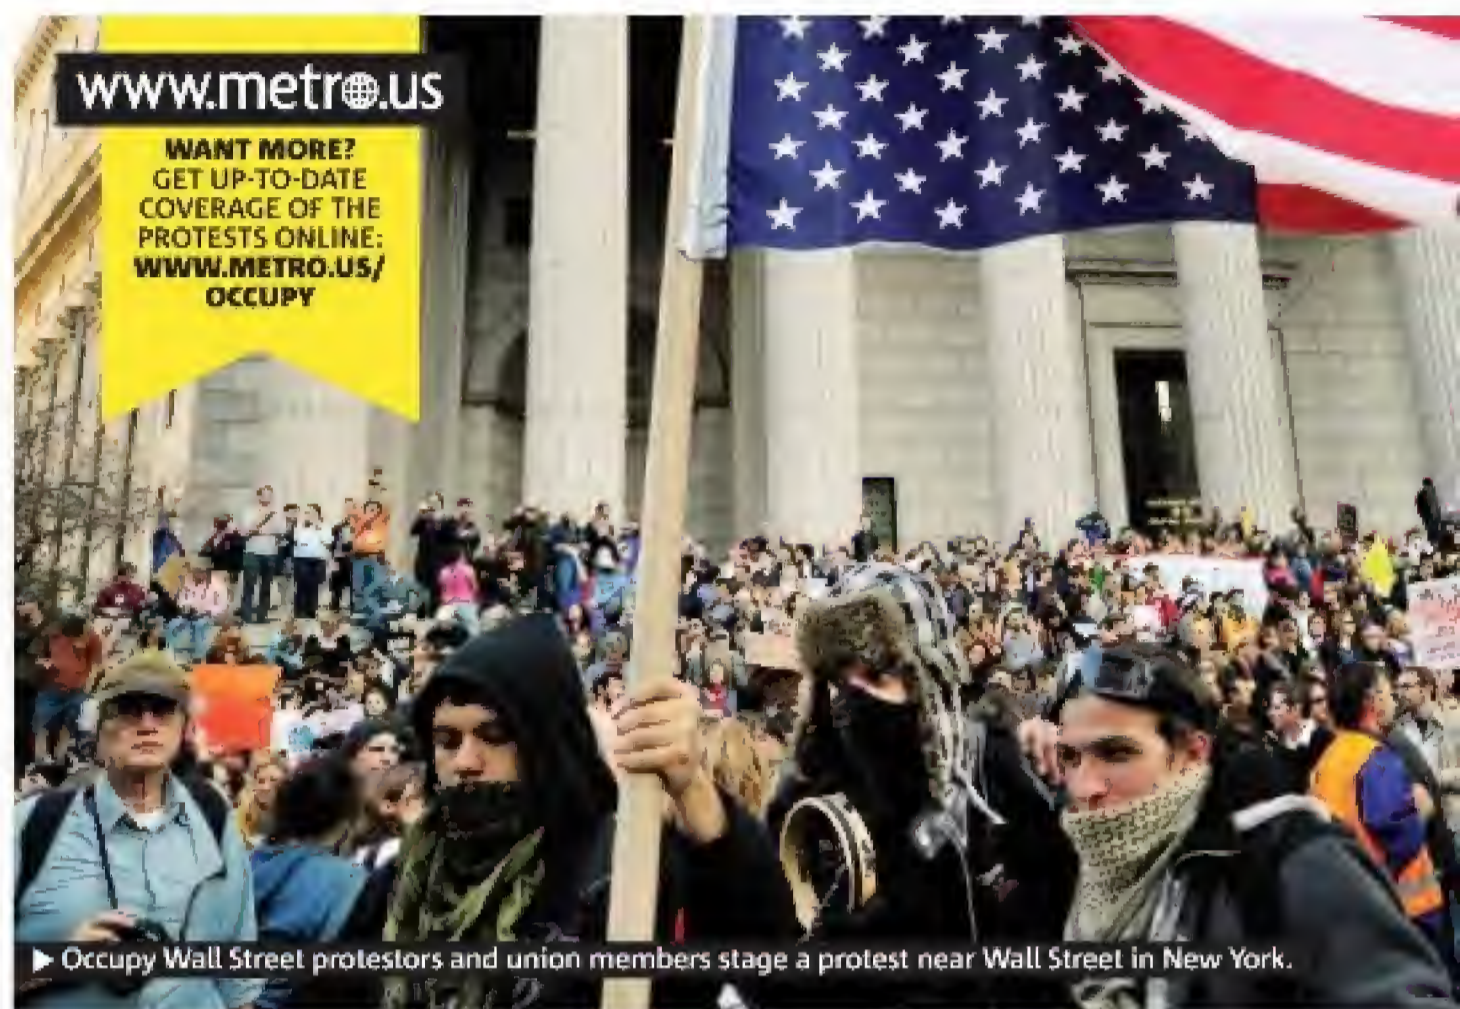 www.metro.us
WANT MORE?
GET UP-TO-DATE
COVERAGE OF THE
PROTESTS ONLINE:
WWW.METRO.US/
OCCUPY
▶ Occupy Wall Street protestors and union members stage a protest near Wall Street in New York.